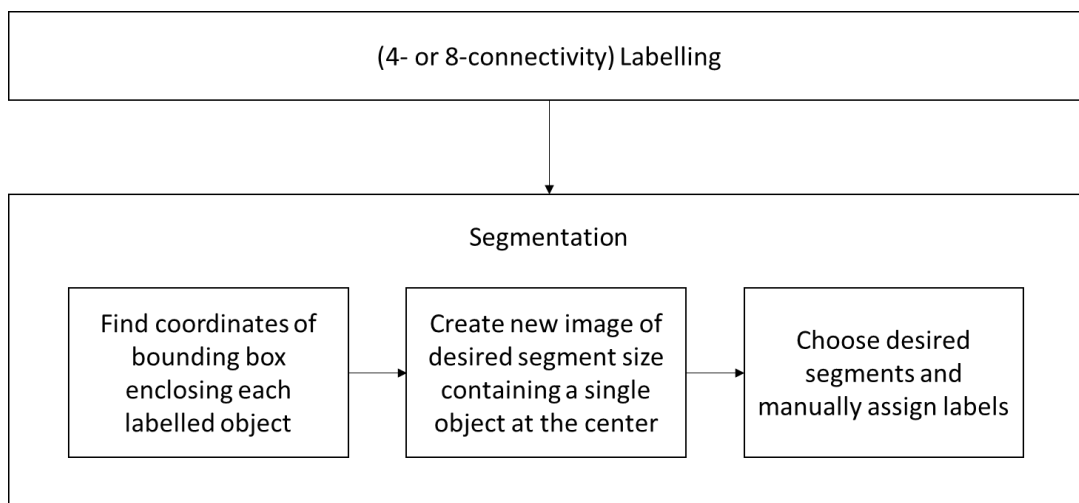 (4- or 8-connectivity) Labelling
Segmentation
Find coordinates of
bounding box
enclosing each
labelled object
Create new image of
desired segment size
containing a single
object at the center
Choose desired
segments and
manually assign labels